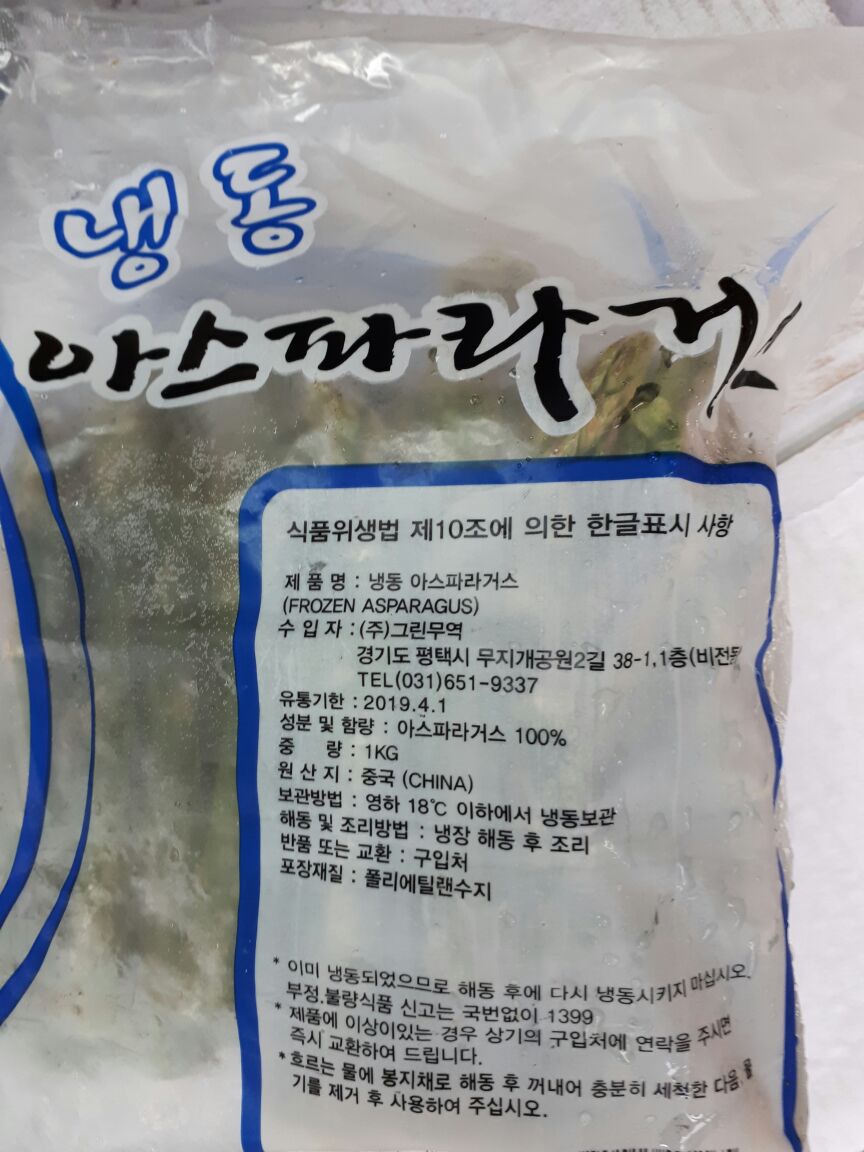 냉동
아스파라거스
식품위생법 제10조에 의한 한글표시 사항
제 품 명 : 냉동 아스파라거스
(FROZEN ASPARAGUS)
수 입 자 : (주)그린무역
경기도 평택시 무지개공원2길 38-1,1층(비전동
TEL(031)651-9337
유통기한 : 2019.4.1
성분 및 함량 : 아스파라거스 100%
중 량 : 1KG
원 산 지 : 중국 (CHINA)
보관방법 : 영하 18℃ 이하에서 냉동보관
해동 및 조리방법 : 냉장 해동 후 조리
반품 또는 교환 : 구입처
포장재질 : 폴리에틸랜수지
* 이미 냉동되었으므로 해동 후에 다시 냉동시키지 마십시오.
부정.불량식품 신고는 국번없이 1399
* 제품에 이상이있는 경우 상기의 구입처에 연락을 주시면
즉시 교환하여 드립니다.
* 흐르는 물에 봉지채로 해동 후 꺼내어 충분히 세척한 다음 물
기를 제거 후 사용하여 주십시오.